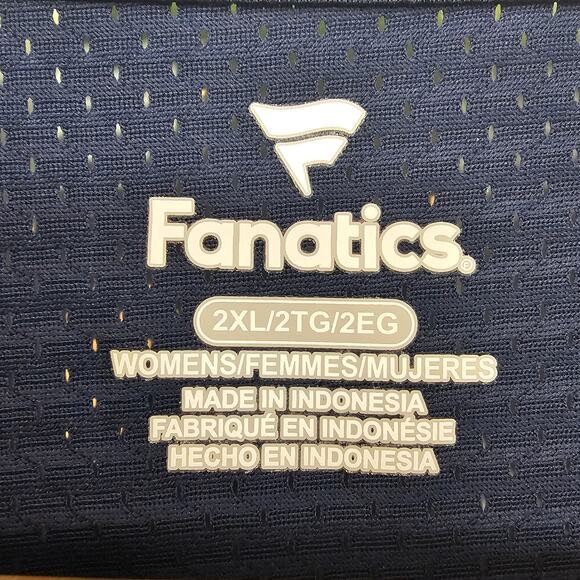 Fanatics®
2XL/2TG/2EG
WOMENS/FEMMES/MUJERES
MADE IN INDONESIA
FABRIQUÉ EN INDONÉSIE
HECHO EN INDONESIA